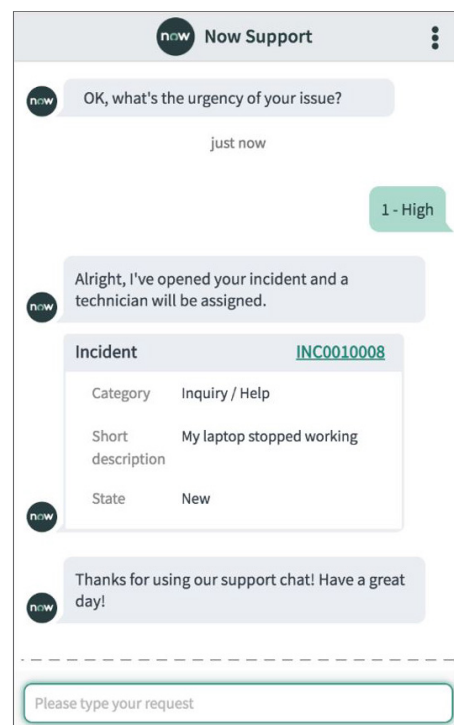 now Now Support
now OK, what's the urgency of your issue?
just now
1 - High
Alright, I've opened your incident and a
now technician will be assigned.
Incident INC0010008
Category Inquiry / Help
Short My laptop stopped working
description
State New
now
Thanks for using our support chat! Have a great
now day!
Please type your request